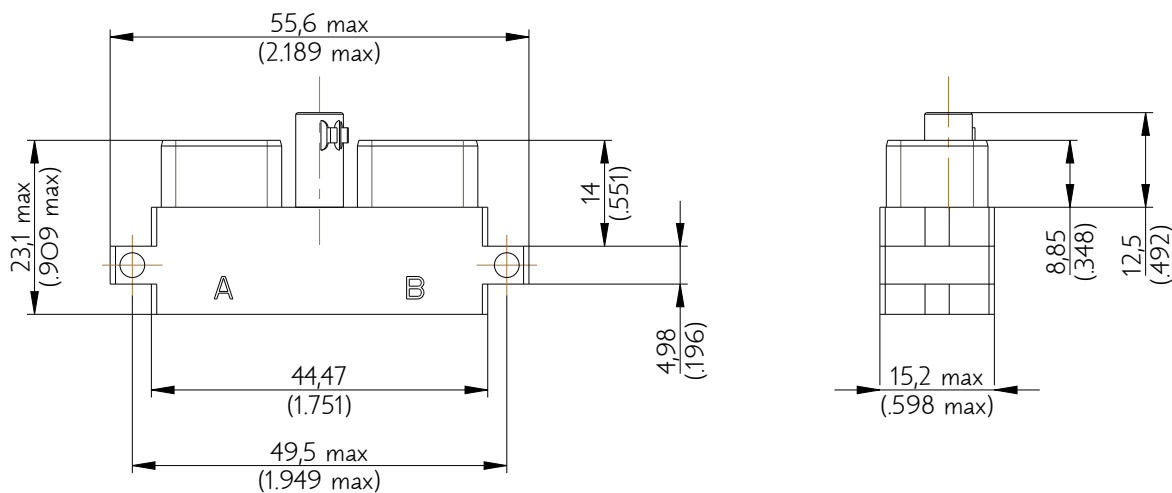 55,6 max
(2.189 max)
23,1 max
(.909 max)
14
(.551)
8,85
(.348)
12,5
(.492)
A
B
4,98
(.196)
44,47
(1.751)
15,2 max
(.598 max)
49,5 max
(1.949 max)